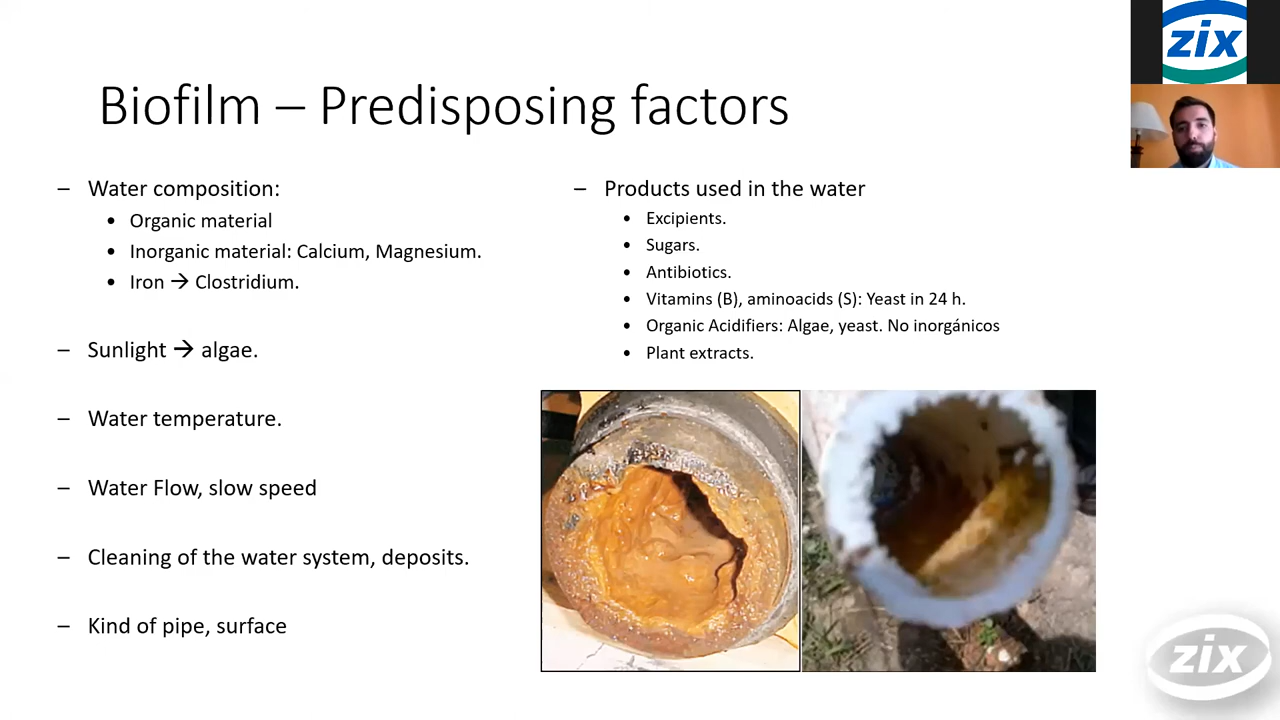 zix
Biofilm – Predisposing factors
– Water composition:
• Organic material
• Inorganic material: Calcium, Magnesium.
• Iron → Clostridium.
– Sunlight → algae.
– Water temperature.
– Water Flow, slow speed
– Cleaning of the water system, deposits.
– Kind of pipe, surface
– Products used in the water
• Excipients.
• Sugars.
• Antibiotics.
• Vitamins (B), aminoacids (S): Yeast in 24 h.
• Organic Acidifiers: Algae, yeast. No inorgánicos
• Plant extracts.
zix